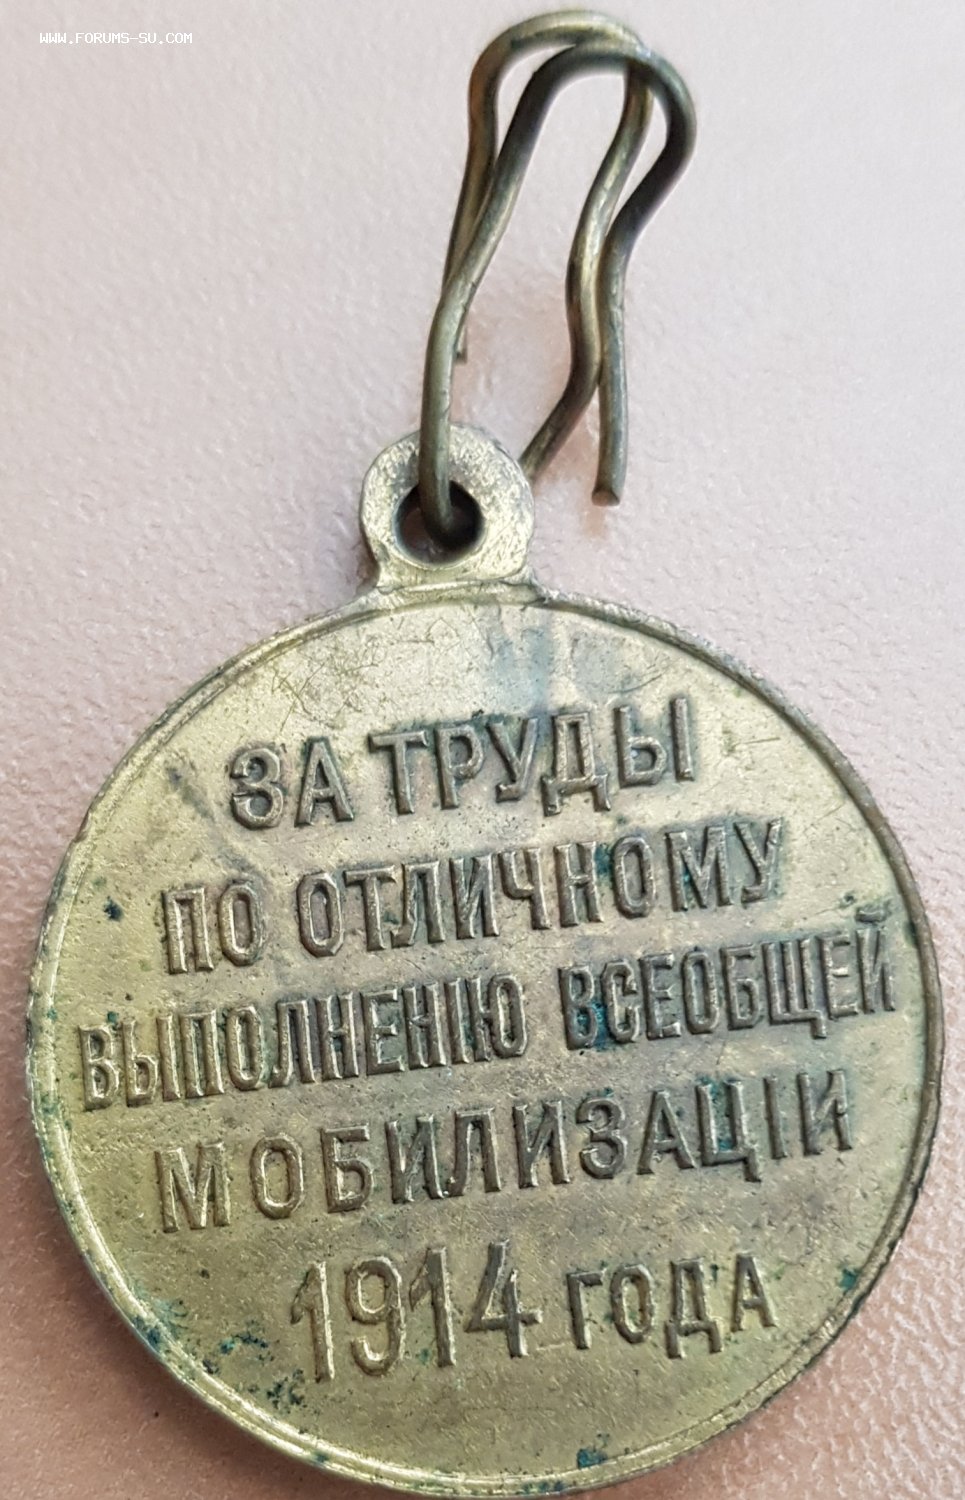 WWW.FORUMS-SU.COM
ЗА ТРУДЫ
ПО ОТЛИЧНОМУ
ВЫПОЛНЕНІЮ ВСЕОБЩЕЙ
МОБИЛИЗАЦІИ
1914 ГОДА